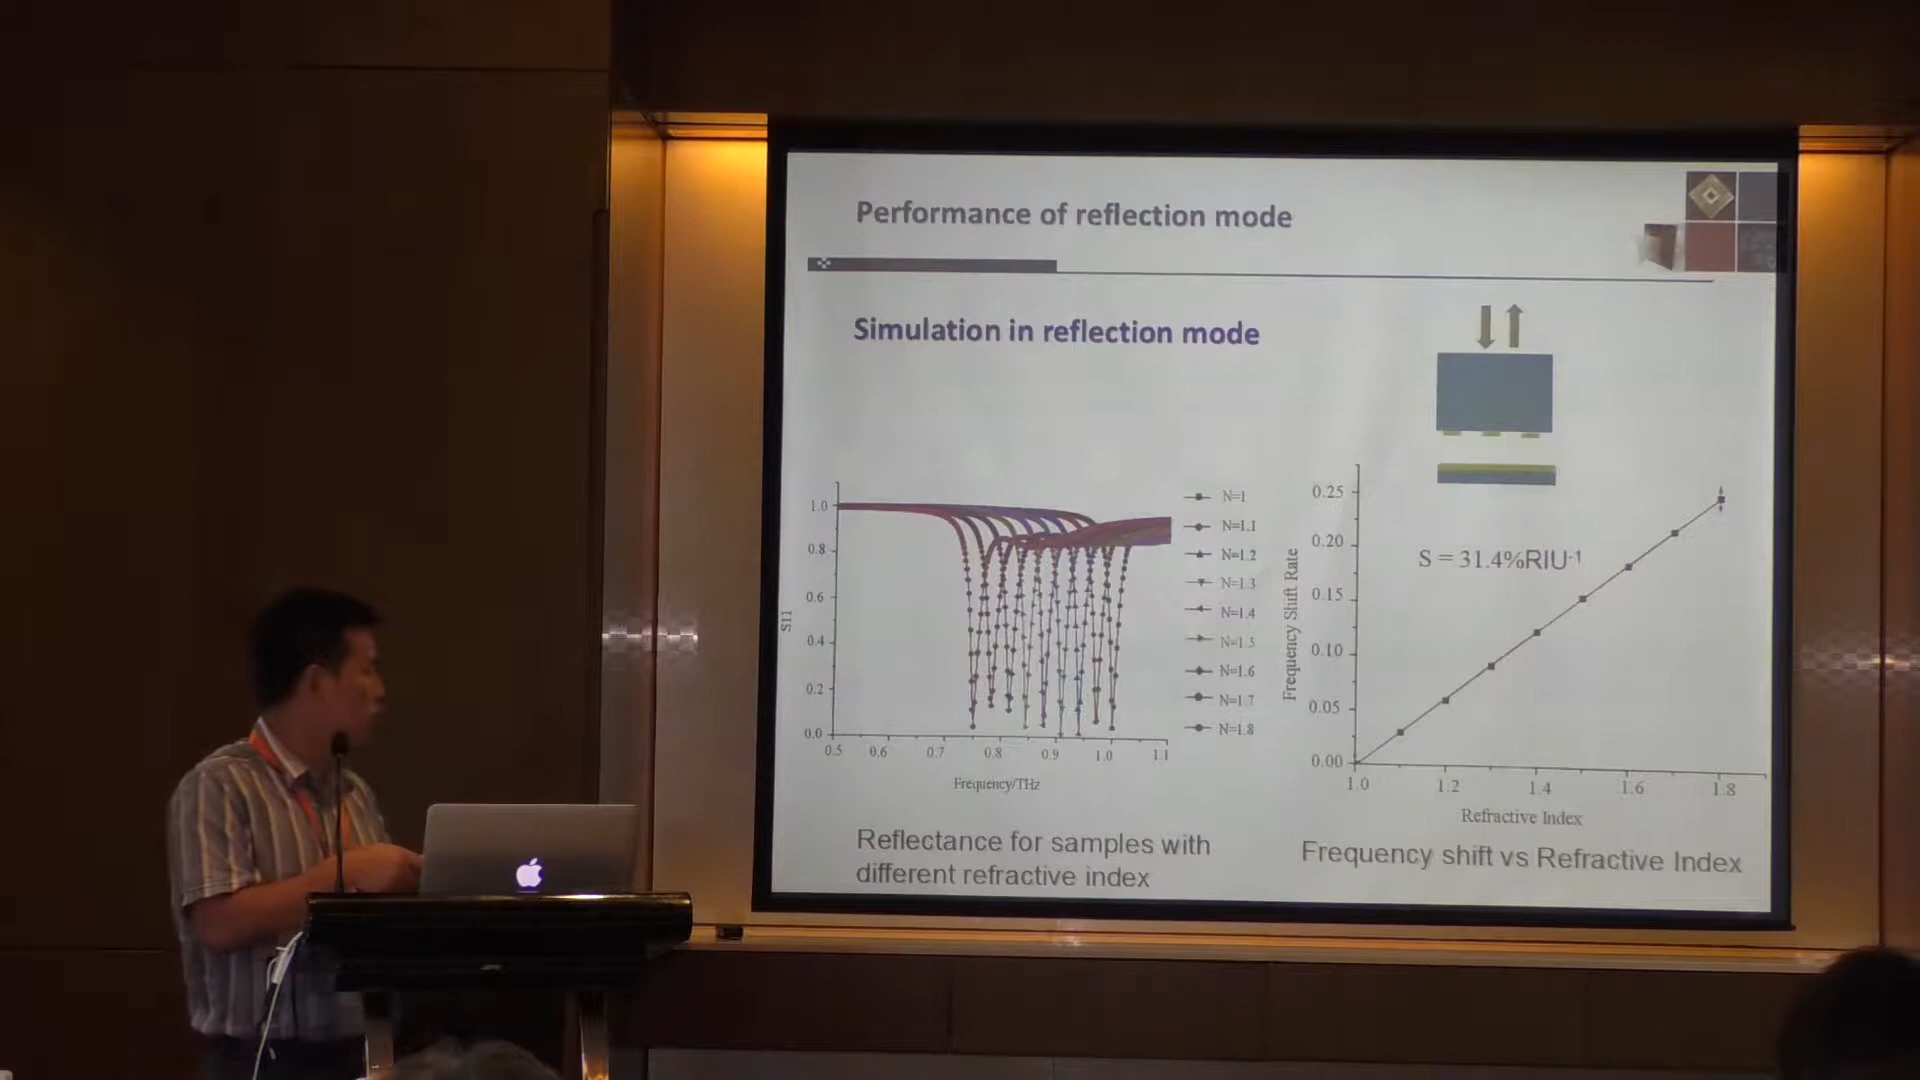 Performance of reflection mode
Simulation in reflection mode
1.0
0.8
0.6
0.4
0.2
0.0
S11
0.5 0.6 0.7 0.8 0.9 1.0 1.1
Frequency/THz
N=1
N=1.1
N=1.2
N=1.3
N=1.4
N=1.5
N=1.6
N=1.7
N=1.8
Reflectance for samples with
different refractive index
0.25
0.20
0.15
0.10
0.05
0.00
Frequency Shift Rate
S = 31.4%RIU⁻¹
1.0 1.2 1.4 1.6 1.8
Refractive Index
Frequency shift vs Refractive Index